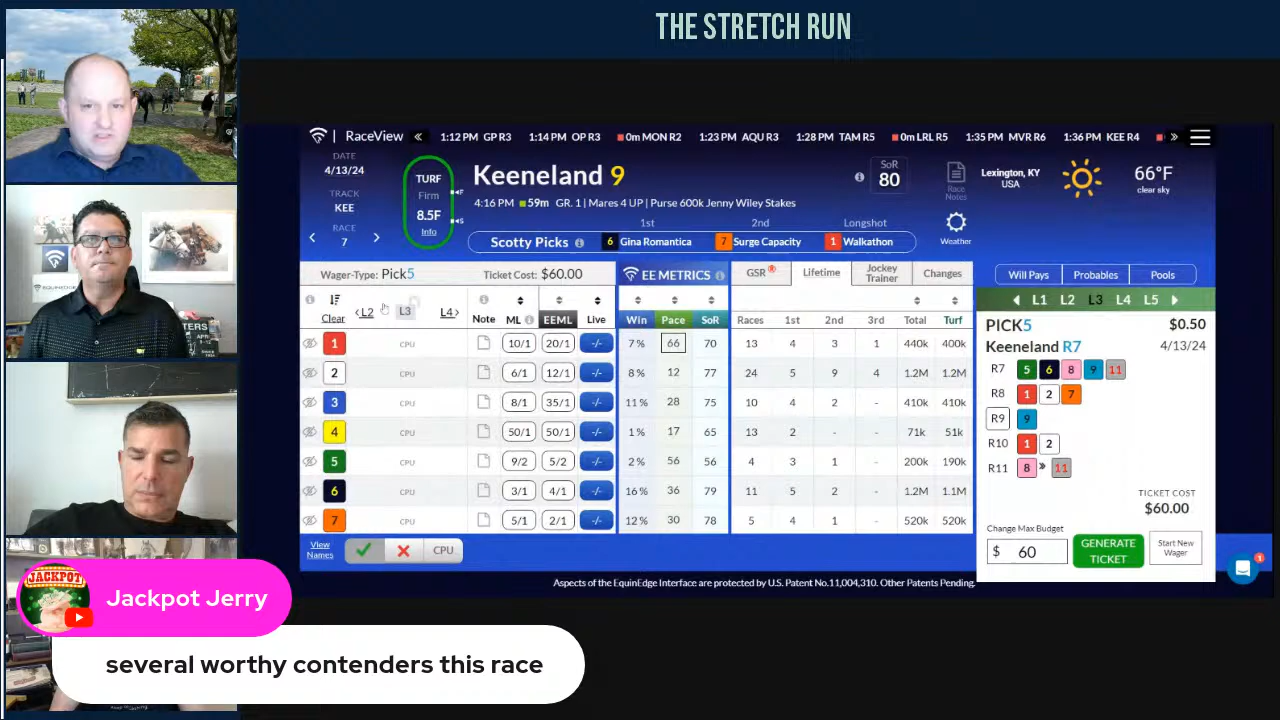 THE STRETCH RUN
RaceView « 1:12 PM GP R3 1:14 PM OP R3 0m MON R2 1:23 PM AQU R3 1:28 PM TAM R5 0m LRL R5 1:35 PM MVR R6 1:36 PM KEE R4 »
DATE
4/13/24
TRACK
KEE
RACE
7
TURF
Firm
8.5F
Info
F
S
Keeneland 9
4:16 PM 59m GR. 1 | Mares 4 UP | Purse 600k Jenny Wiley Stakes
SoR
80
Race Notes
Weather
Lexington, KY
USA
66°F
clear sky
1st 2nd Longshot
Scotty Picks 6 Gina Romantica 7 Surge Capacity 1 Walkathon
Wager-Type: Pick5 Ticket Cost: $60.00
EE METRICS
GSR® Lifetime Jockey Trainer Changes
Clear <L2 L3 L4> Note ML EEML Live Win Pace SoR Races 1st 2nd 3rd Total Turf
1 CPU 10/1 20/1 -/- 7 % 66 70 13 4 3 1 440k 400k
2 CPU 6/1 12/1 -/- 8 % 12 77 24 5 9 4 1.2M 1.2M
3 CPU 8/1 35/1 -/- 11 % 28 75 10 4 2 - 410k 410k
4 CPU 50/1 50/1 -/- 1 % 17 65 13 2 - - 71k 51k
5 CPU 9/2 5/2 -/- 2 % 56 56 4 3 1 - 200k 190k
6 CPU 3/1 4/1 -/- 16 % 36 79 11 5 2 - 1.2M 1.1M
7 CPU 5/1 2/1 -/- 12 % 30 78 5 4 1 - 520k 520k
View Names
CPU
Will Pays Probables Pools
L1 L2 L3 L4 L5
PICK5 $0.50
Keeneland R7 4/13/24
R7 5 6 8 9 11
R8 1 2 7
R9 9
R10 1 2
R11 8 » 11
TICKET COST
$60.00
Change Max Budget
$ 60
GENERATE TICKET
Start New Wager
1
Aspects of the EquinEdge Interface are protected by U.S. Patent No.11,004,310. Other Patents Pending.
JACKPOT
Jackpot Jerry
several worthy contenders this race